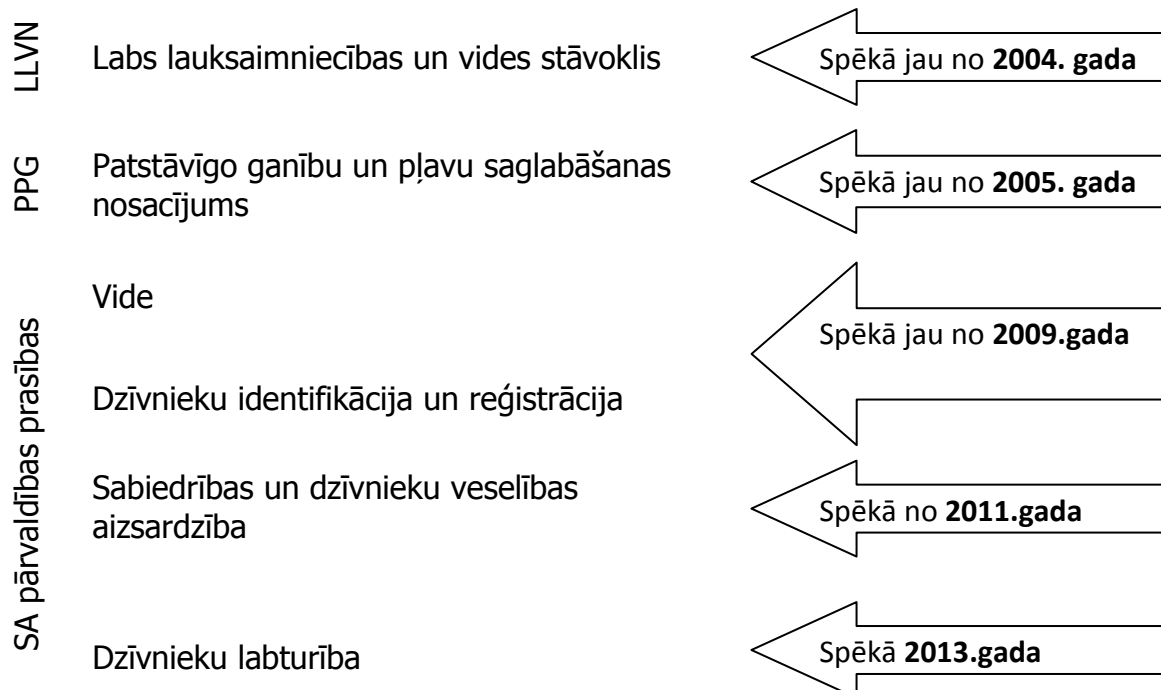 LLVN
Labs lauksaimniecības un vides stāvoklis
Spēkā jau no 2004. gada
PPG
Patstāvīgo ganību un pļavu saglabāšanas
nosacījums
Spēkā jau no 2005. gada
SA pārvaldības prasības
Vide
Spēkā jau no 2009.gada
Dzīvnieku identifikācija un reģistrācija
Sabiedrības un dzīvnieku veselības
aizsardzība
Spēkā no 2011.gada
Dzīvnieku labturība
Spēkā 2013.gada